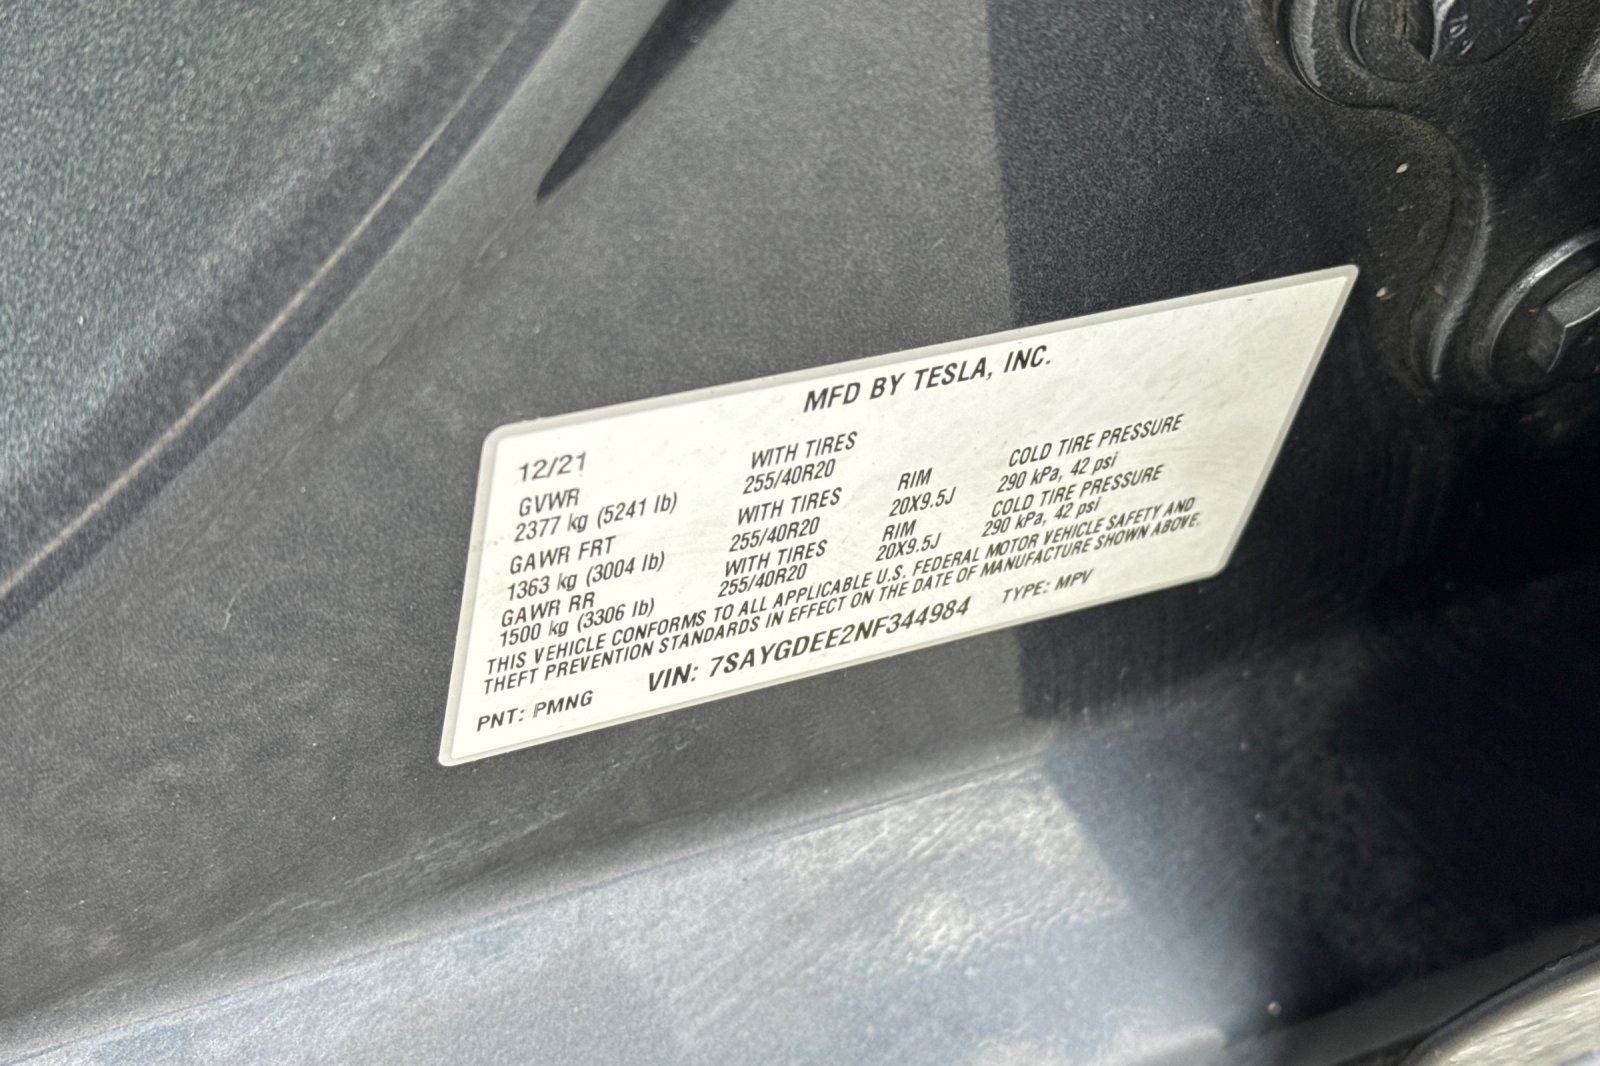 MFD BY TESLA, INC.
12/21
GVWR WITH TIRES COLD TIRE PRESSURE
2377 kg (5241 lb) 255/40R20 RIM 290 kPa, 42 psi
GAWR FRT WITH TIRES 20X9.5J COLD TIRE PRESSURE
1363 kg (3004 lb) 255/40R20 RIM 290 kPa, 42 psi
GAWR RR WITH TIRES 20X9.5J
1500 kg (3306 lb) 255/40R20
THIS VEHICLE CONFORMS TO ALL APPLICABLE U.S. FEDERAL MOTOR VEHICLE SAFETY AND
THEFT PREVENTION STANDARDS IN EFFECT ON THE DATE OF MANUFACTURE SHOWN ABOVE.
PNT: PMNG VIN: 7SAYGDEE2NF344984 TYPE: MPV